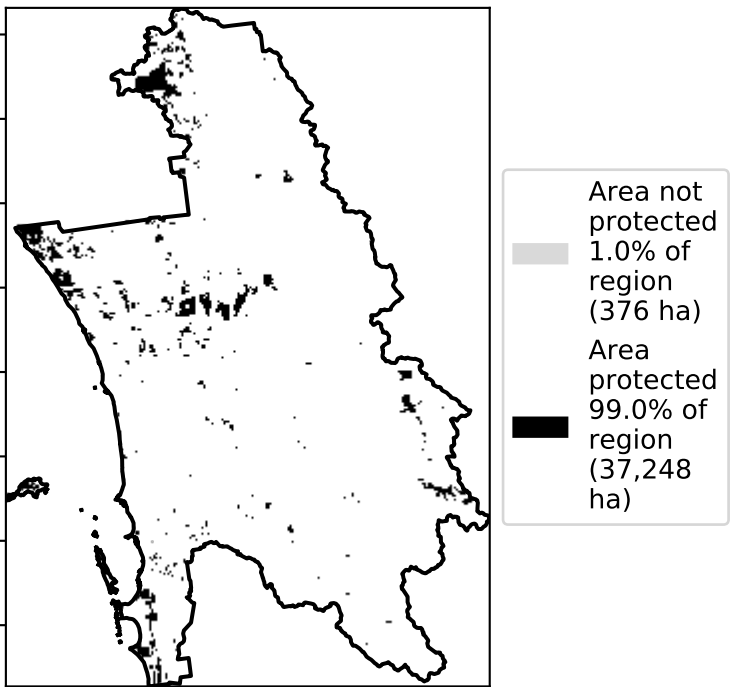 Area not
protected
1.0% of
region
(376 ha)
Area
protected
99.0% of
region
(37,248
ha)